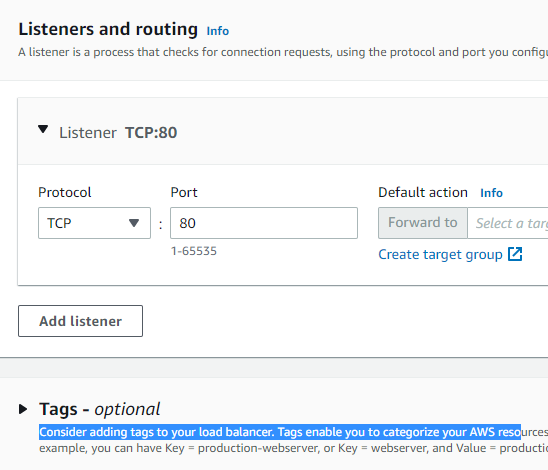 Listeners and routing Info
A listener is a process that checks for connection requests, using the protocol and port you
Listener TCP:80
Protocol Port Default action Info
TCP : 80 Forward to Select a
1-65535 Create target group
Add listener
Tags - optional
Consider adding tags to your load balancer. Tags enable you to categorize your AWS resources
example, you can have Key = production-webserver, or Key = webserver, and Value =